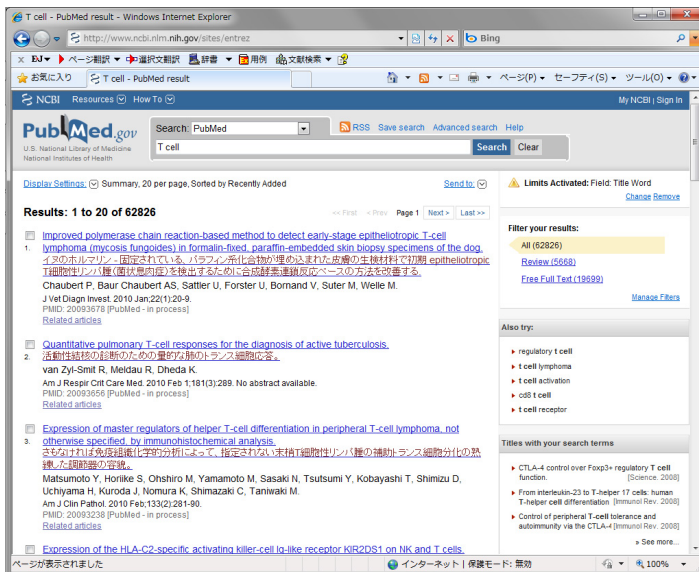 T cell - PubMed result - Windows Internet Explorer
http://www.ncbi.nlm.nih.gov/sites/entrez
Bing
x EJ ページ翻訳 選択文翻訳 辞書 用例 文献検索
お気に入り T cell - PubMed result ページ(P) セーフティ(S) ツール(O)
NCBI Resources How To My NCBI | Sign In
PubMed.gov
U.S. National Library of Medicine
National Institutes of Health
Search: PubMed RSS Save search Advanced search Help
T cell Search Clear
Display Settings: Summary, 20 per page, Sorted by Recently Added Send to:
Results: 1 to 20 of 62826
<< First < Prev Page 1 Next > Last >>
1. Improved polymerase chain reaction-based method to detect early-stage epitheliotropic T-cell
lymphoma (mycosis fungoides) in formalin-fixed, paraffin-embedded skin biopsy specimens of the dog.
イヌのホルマリン - 固定されている、パラフィン系化合物が埋め込まれた皮膚の生検材料で初期 epitheliotropic
T細胞性リンパ腫(菌状息肉症)を検出するために合成酵素連鎖反応ベースの方法を改善する.
Chaubert P, Baur Chaubert AS, Sattler U, Forster U, Bornand V, Suter M, Welle M.
J Vet Diagn Invest. 2010 Jan;22(1):20-9.
PMID: 20093678 [PubMed - in process]
Related articles
2. Quantitative pulmonary T-cell responses for the diagnosis of active tuberculosis.
活動性結核の診断のための量的な肺のトランス細胞応答。
van Zyl-Smit R, Meldau R, Dheda K.
Am J Respir Crit Care Med. 2010 Feb 1;181(3):289. No abstract available.
PMID: 20093656 [PubMed - in process]
Related articles
3. Expression of master regulators of helper T-cell differentiation in peripheral T-cell lymphoma, not
otherwise specified, by immunohistochemical analysis.
さもなければ免疫組織化学的分析によって、指定されない末梢T細胞性リンパ腫の補助トランス細胞分化の熟
練した調節器の容貌。
Matsumoto Y, Horiike S, Ohshiro M, Yamamoto M, Sasaki N, Tsutsumi Y, Kobayashi T, Shimizu D,
Uchiyama H, Kuroda J, Nomura K, Shimazaki C, Taniwaki M.
Am J Clin Pathol. 2010 Feb;133(2):281-90.
PMID: 20093238 [PubMed - in process]
Related articles
Expression of the HLA-C2-specific activating killer-cell Ig-like receptor KIR2DS1 on NK and T cells.
Limits Activated: Field: Title Word
Change Remove
Filter your results:
All (62826)
Review (5668)
Free Full Text (19699)
Manage Filters
Also try:
regulatory t cell
t cell lymphoma
t cell activation
cd8 t cell
t cell receptor
Titles with your search terms
CTLA-4 control over Foxp3+ regulatory T cell
function. [Science. 2008]
From interleukin-23 to T-helper 17 cells: human
T-helper cell differentiation [Immunol Rev. 2008]
Control of peripheral T-cell tolerance and
autoimmunity via the CTLA-4 [Immunol Rev. 2008]
» See more...
ページが表示されました インターネット | 保護モード: 無効 100%